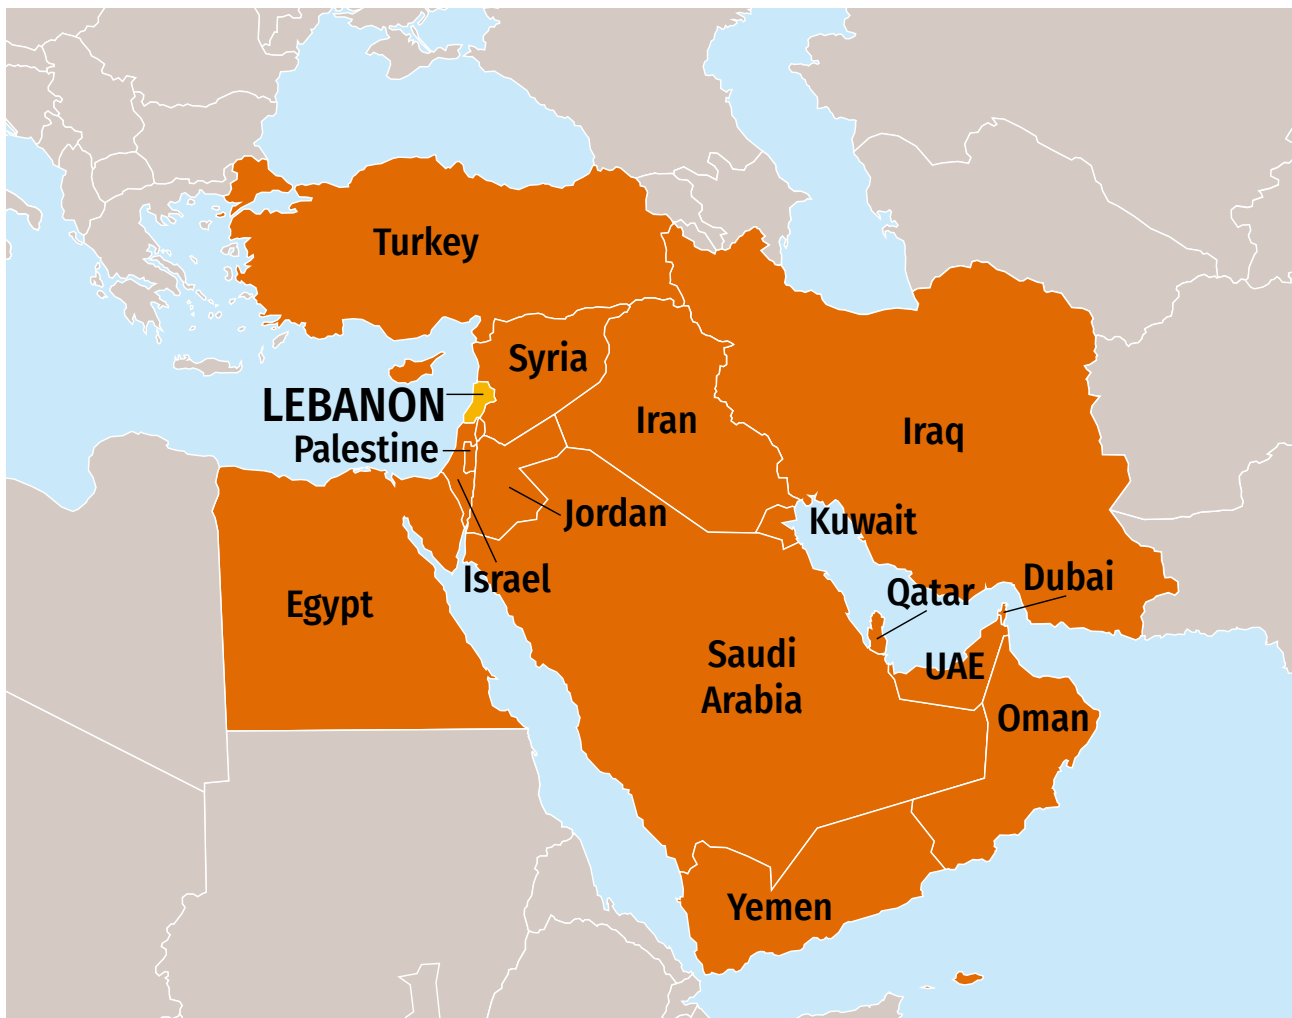 Turkey
Syria
LEBANON
Iran
Iraq
Palestine
Jordan
Kuwait
Israel
Dubai
Qatar
Egypt
Saudi
Arabia
UAE
Oman
Yemen